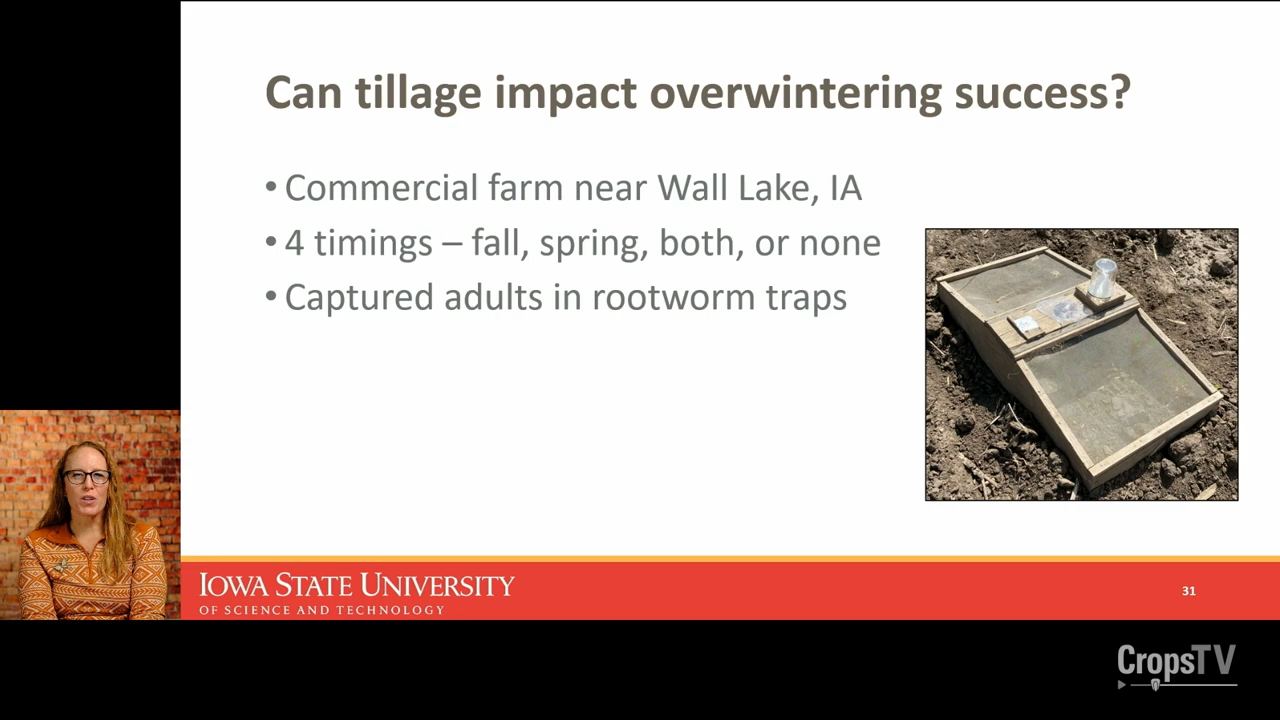 Can tillage impact overwintering success?
• Commercial farm near Wall Lake, IA
• 4 timings – fall, spring, both, or none
• Captured adults in rootworm traps
IOWA STATE UNIVERSITY
OF SCIENCE AND TECHNOLOGY
31
CropsTV